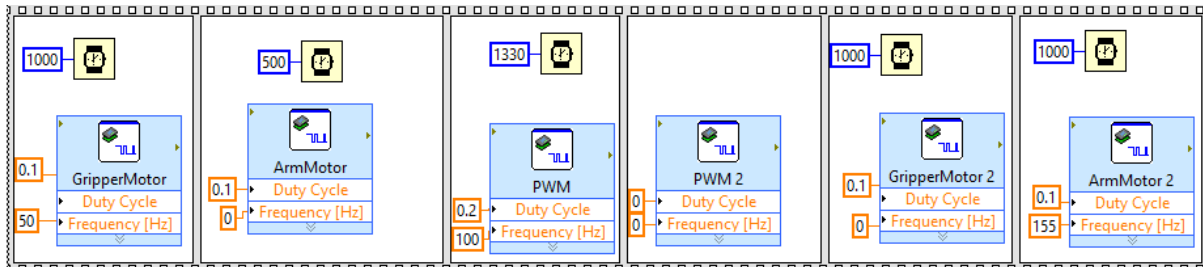 1000
GripperMotor
0.1
Duty Cycle
50
Frequency [Hz]
500
ArmMotor
0.1
Duty Cycle
0
Frequency [Hz]
1330
PWM
0.2
Duty Cycle
100
Frequency [Hz]
PWM 2
0
Duty Cycle
0
Frequency [Hz]
1000
GripperMotor 2
0.1
Duty Cycle
0
Frequency [Hz]
1000
ArmMotor 2
0.1
Duty Cycle
155
Frequency [Hz]